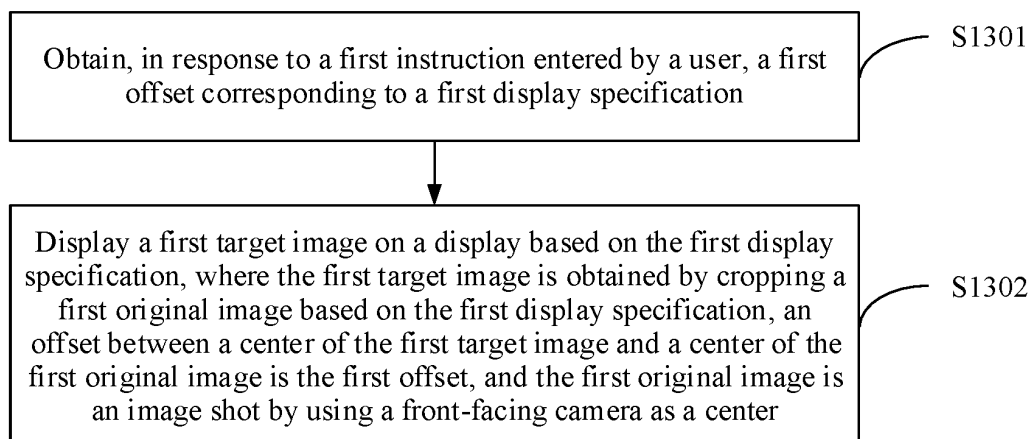 Obtain, in response to a first instruction entered by a user, a first
offset corresponding to a first display specification
S1301
Display a first target image on a display based on the first display
specification, where the first target image is obtained by cropping a
first original image based on the first display specification, an
offset between a center of the first target image and a center of the
first original image is the first offset, and the first original image is
an image shot by using a front-facing camera as a center
S1302